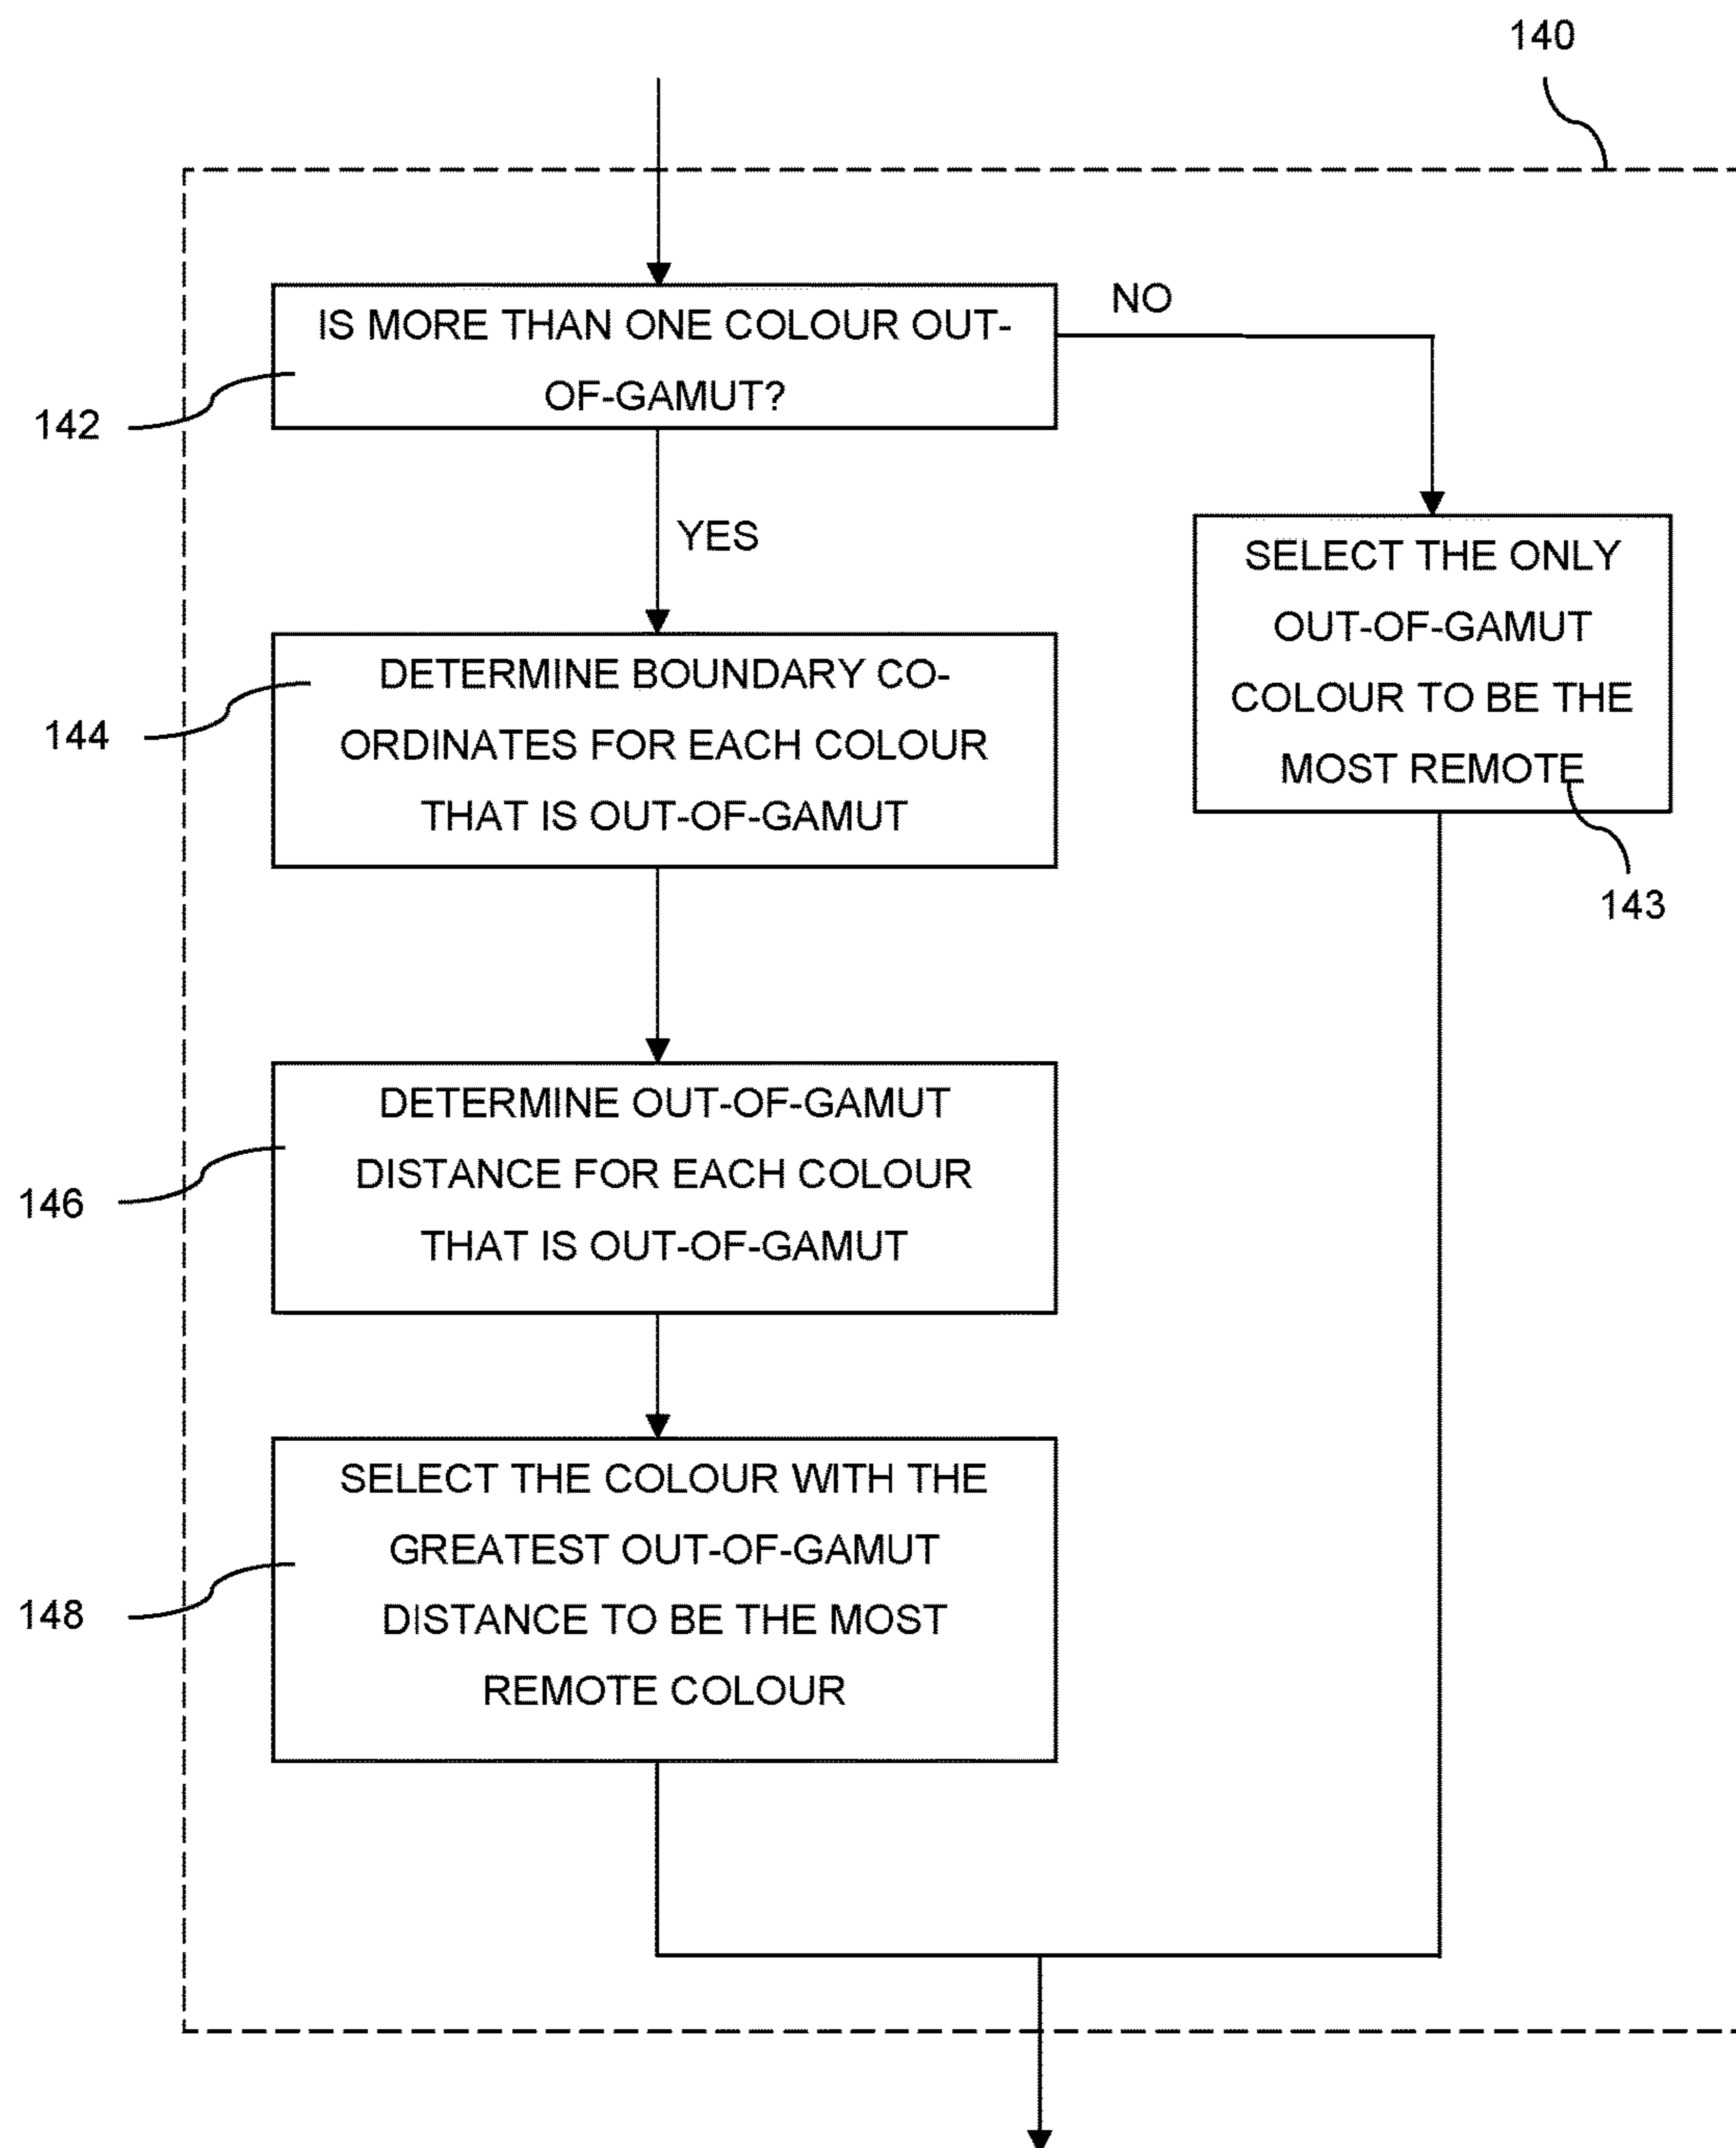 140
IS MORE THAN ONE COLOUR OUT-
OF-GAMUT?
NO
142
YES
SELECT THE ONLY
OUT-OF-GAMUT
COLOUR TO BE THE
MOST REMOTE
143
DETERMINE BOUNDARY CO-
ORDINATES FOR EACH COLOUR
THAT IS OUT-OF-GAMUT
144
DETERMINE OUT-OF-GAMUT
DISTANCE FOR EACH COLOUR
THAT IS OUT-OF-GAMUT
146
SELECT THE COLOUR WITH THE
GREATEST OUT-OF-GAMUT
DISTANCE TO BE THE MOST
REMOTE COLOUR
148